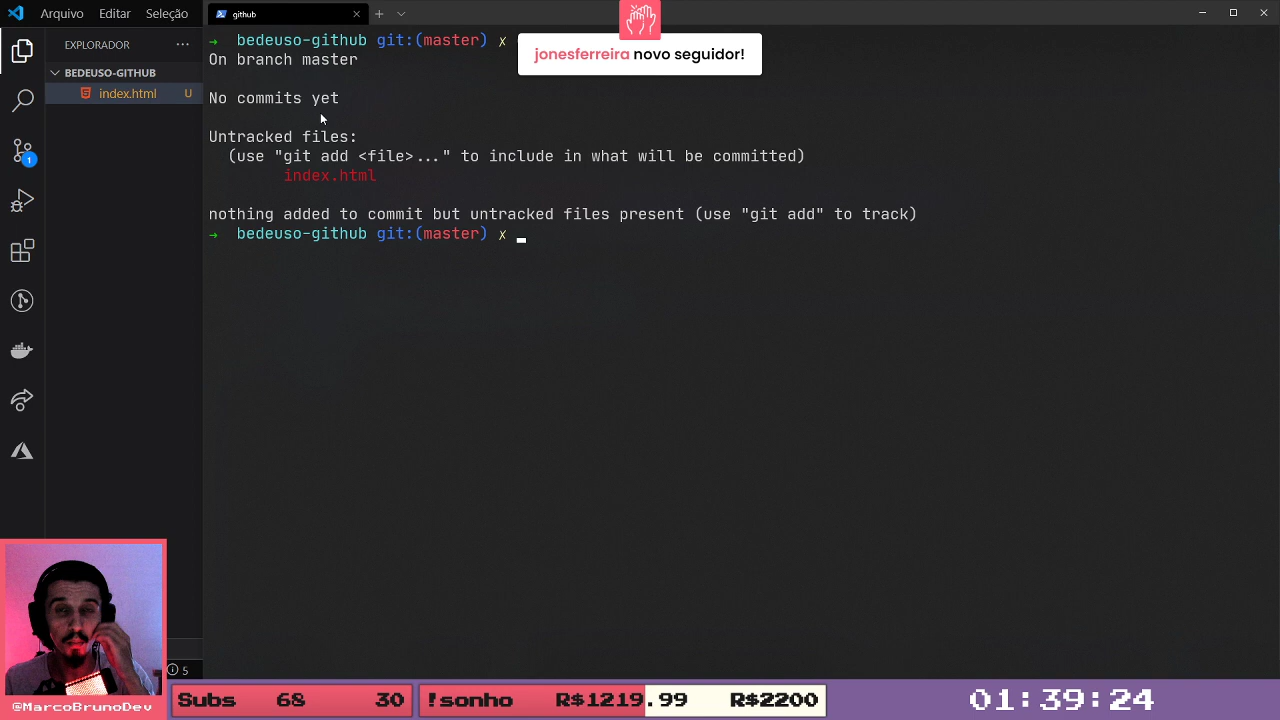 Arquivo Editar Seleção
github
EXPLORADOR
BEDEUSO-GITHUB
index.html U
1
5
→ bedeuso-github git:(master) ✗
On branch master
No commits yet
Untracked files:
(use "git add <file>..." to include in what will be committed)
index.html
nothing added to commit but untracked files present (use "git add" to track)
→ bedeuso-github git:(master) ✗
jonesferreira novo seguidor!
@MarcoBrunoDev
Subs 68 30
!sonho R$1219.99 R$2200
01:39:24